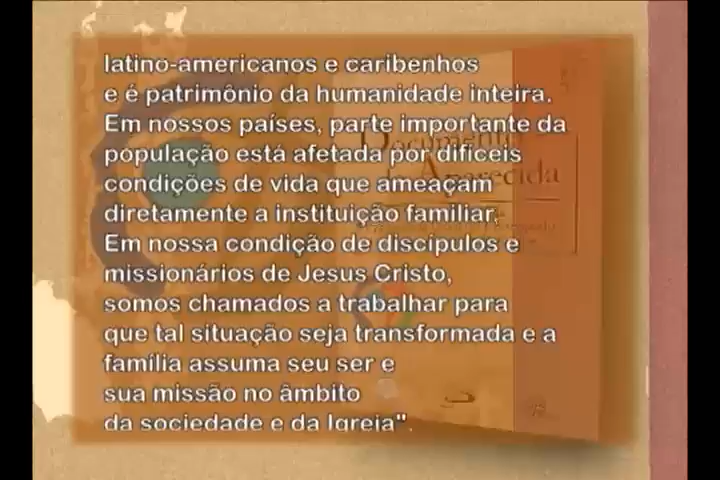 latino-americanos e caribenhos
e é patrimônio da humanidade inteira.
Em nossos países, parte importante da
população está afetada por difíceis
condições de vida que ameaçam
diretamente a instituição familiar.
Em nossa condição de discípulos e
missionários de Jesus Cristo,
somos chamados a trabalhar para
que tal situação seja transformada e a
família assuma seu ser e
sua missão no âmbito
da sociedade e da Igreja".
Documento
Aparecida